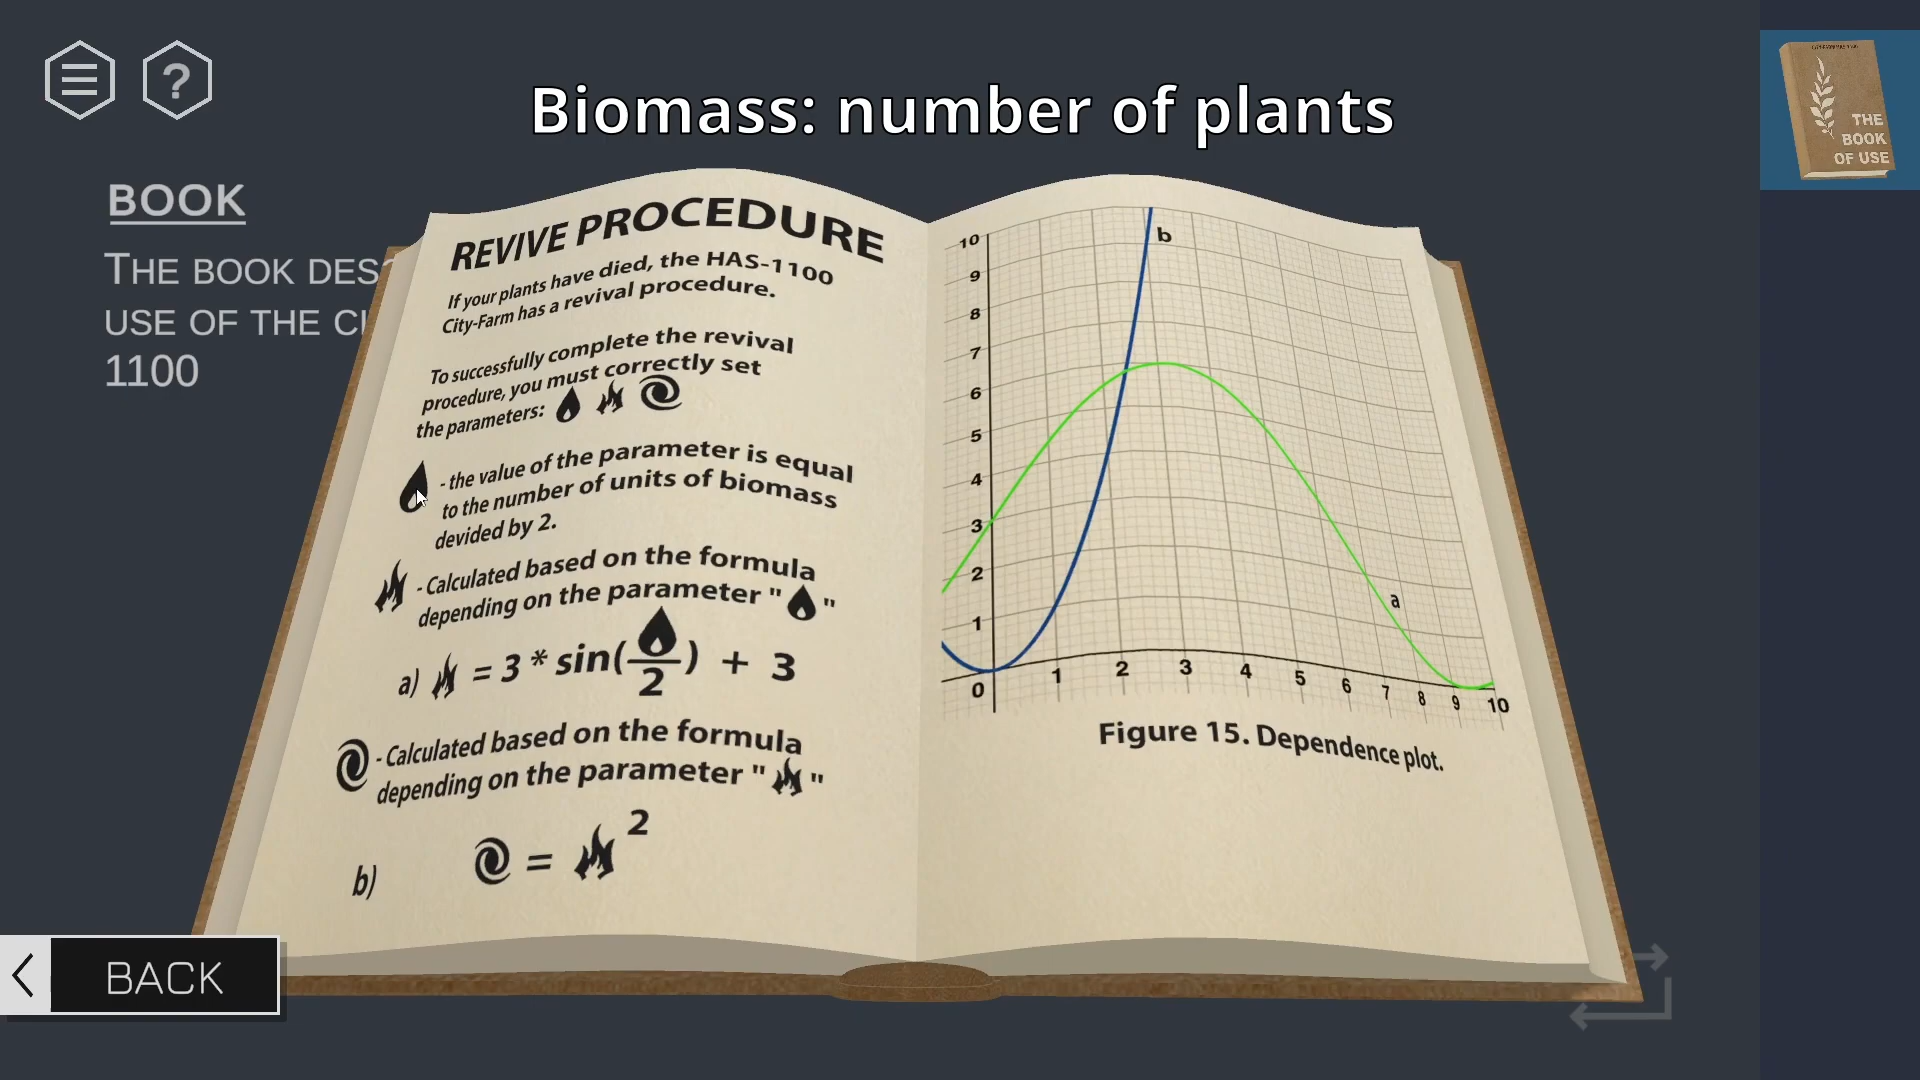 ?
Biomass: number of plants
THE
BOOK
OF USE
BOOK
THE BOOK DES
USE OF THE CI
1100
REVIVE PROCEDURE
If your plants have died, the HAS-1100
City-Farm has a revival procedure.
To successfully complete the revival
procedure, you must correctly set
the parameters:
- the value of the parameter is equal
to the number of units of biomass
devided by 2.
- Calculated based on the formula
depending on the parameter " "
a) = 3 * sin( /2) + 3
- Calculated based on the formula
depending on the parameter " "
b) = 2
10
9
8
7
6
5
4
3
2
1
0 1 2 3 4 5 6 7 8 9 10
b
a
Figure 15. Dependence plot.
BACK